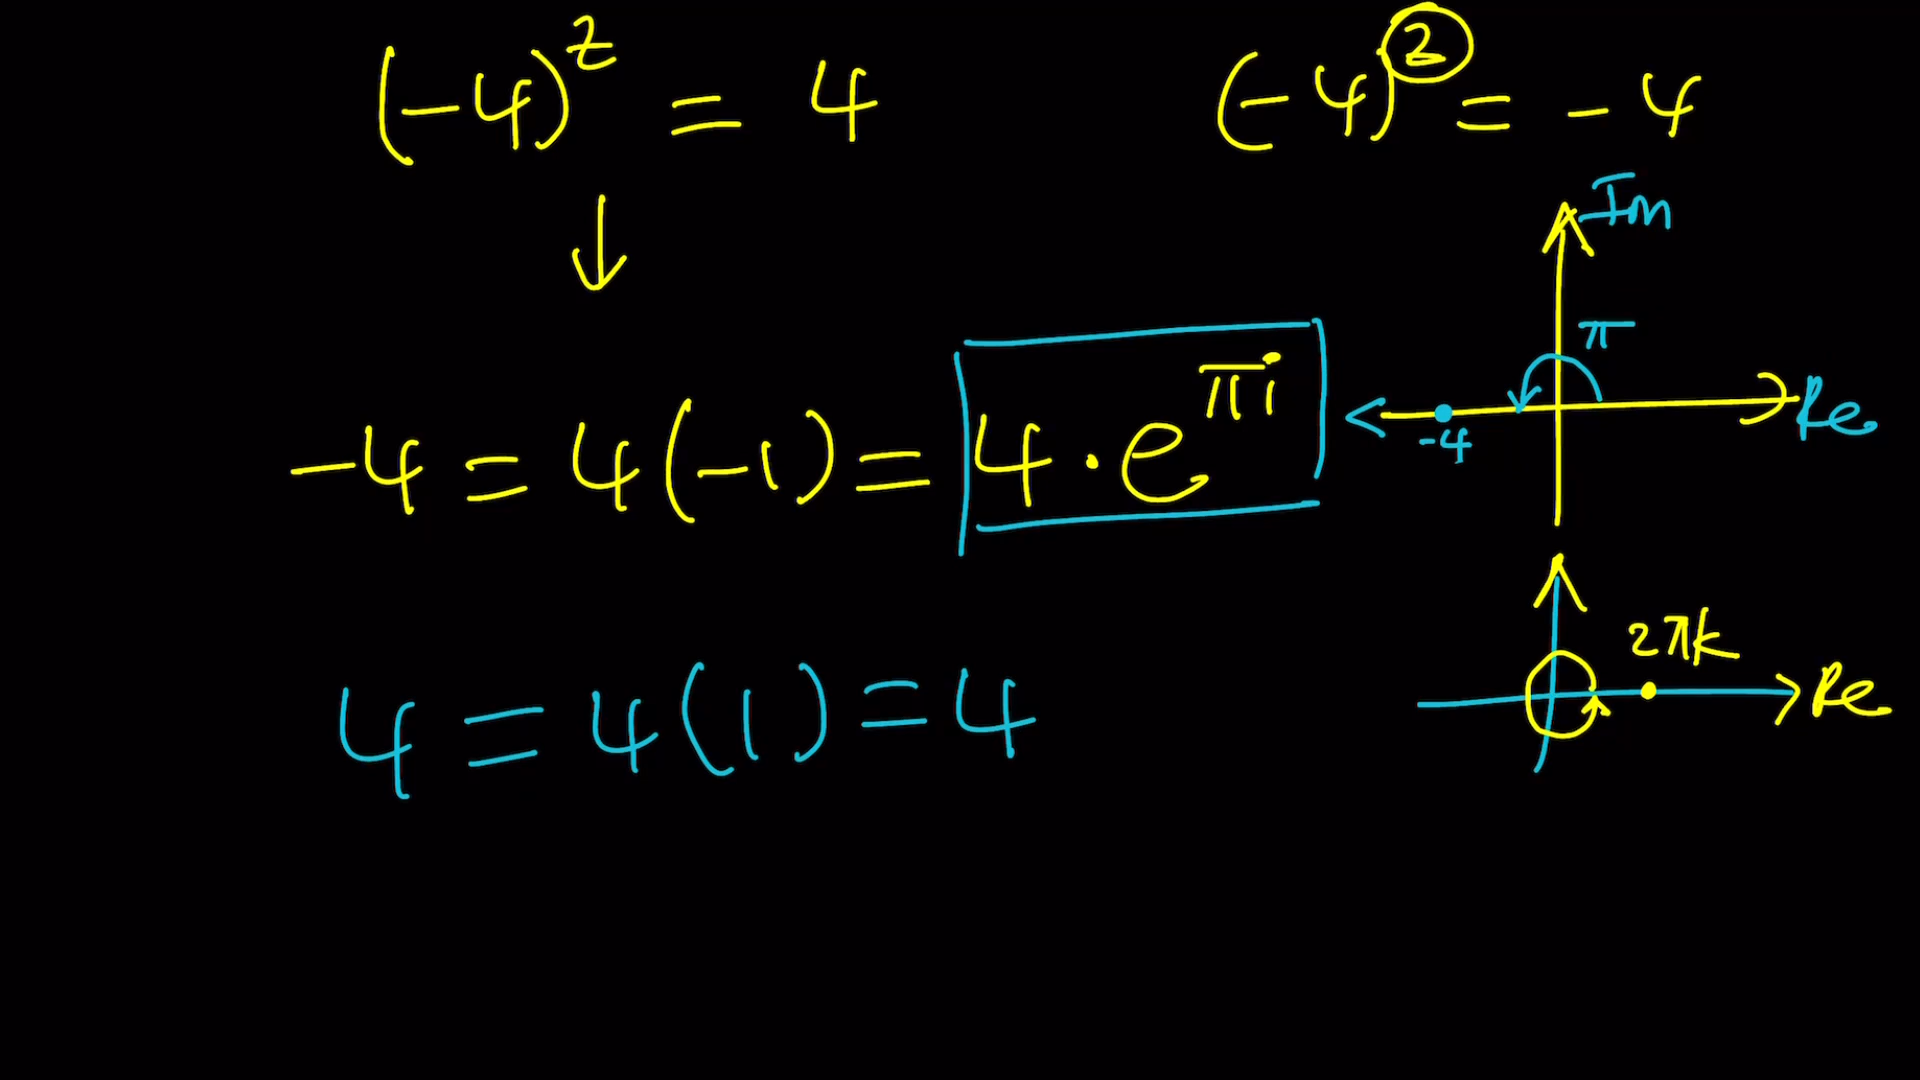 (-4)^z = 4
(-4)^② = -4
Im
π
Re
-4
-4 = 4(-1) = 4 · e^{πi}
2πk
Re
4 = 4(1) = 4